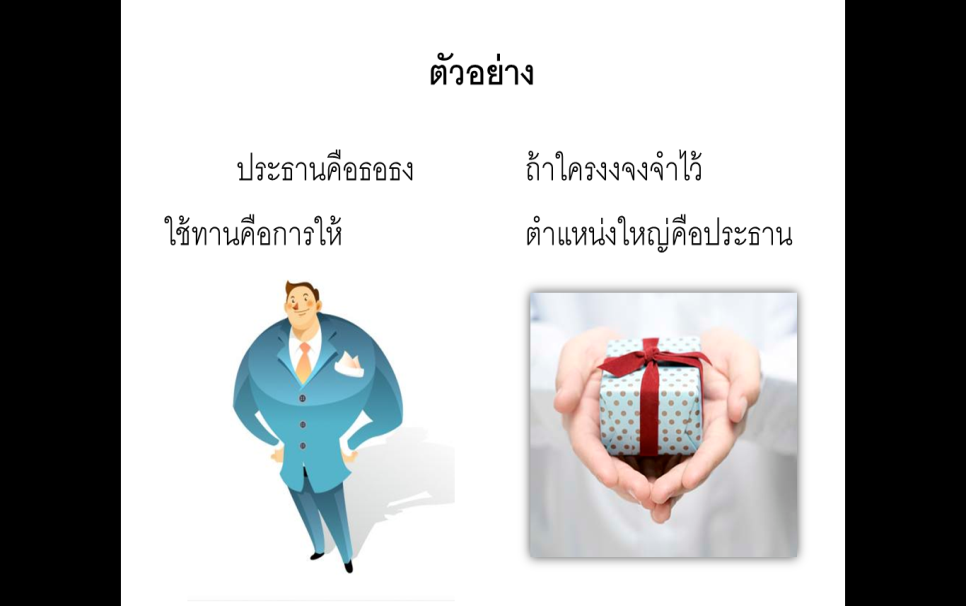 ตัวอย่าง
ประธานคือธอธง ถ้าใครงงจงจำไว้
ใช้ทานคือการให้ ตำแหน่งใหญ่คือประธาน